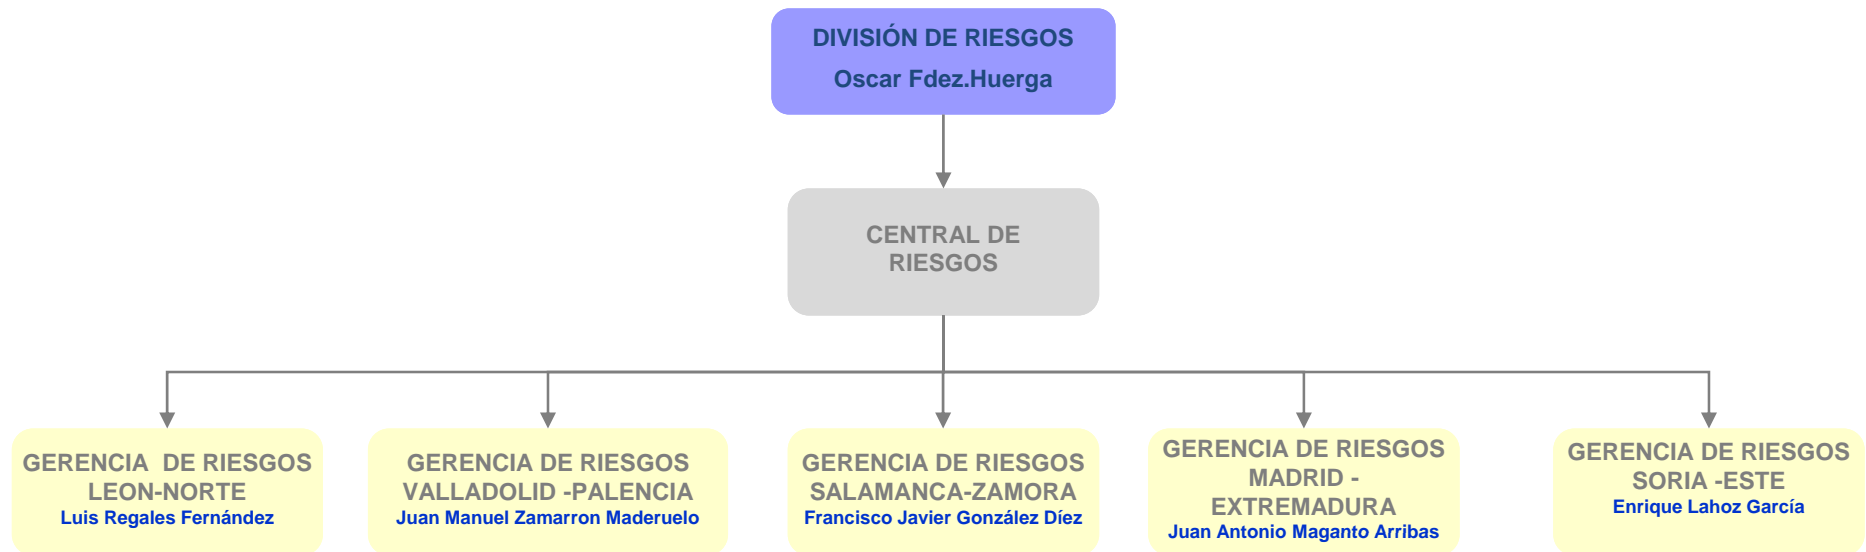 DIVISIÓN DE RIESGOS
Oscar Fdez.Huerga
CENTRAL DE
RIESGOS
GERENCIA  DE RIESGOS
LEON-NORTE
Luis Regales Fernández
GERENCIA DE RIESGOS
VALLADOLID -PALENCIA
Juan Manuel Zamarron Maderuelo
GERENCIA DE RIESGOS
SALAMANCA-ZAMORA
Francisco Javier González Díez
GERENCIA DE RIESGOS
MADRID -
EXTREMADURA
Juan Antonio Maganto Arribas
GERENCIA DE RIESGOS
SORIA -ESTE
Enrique Lahoz García